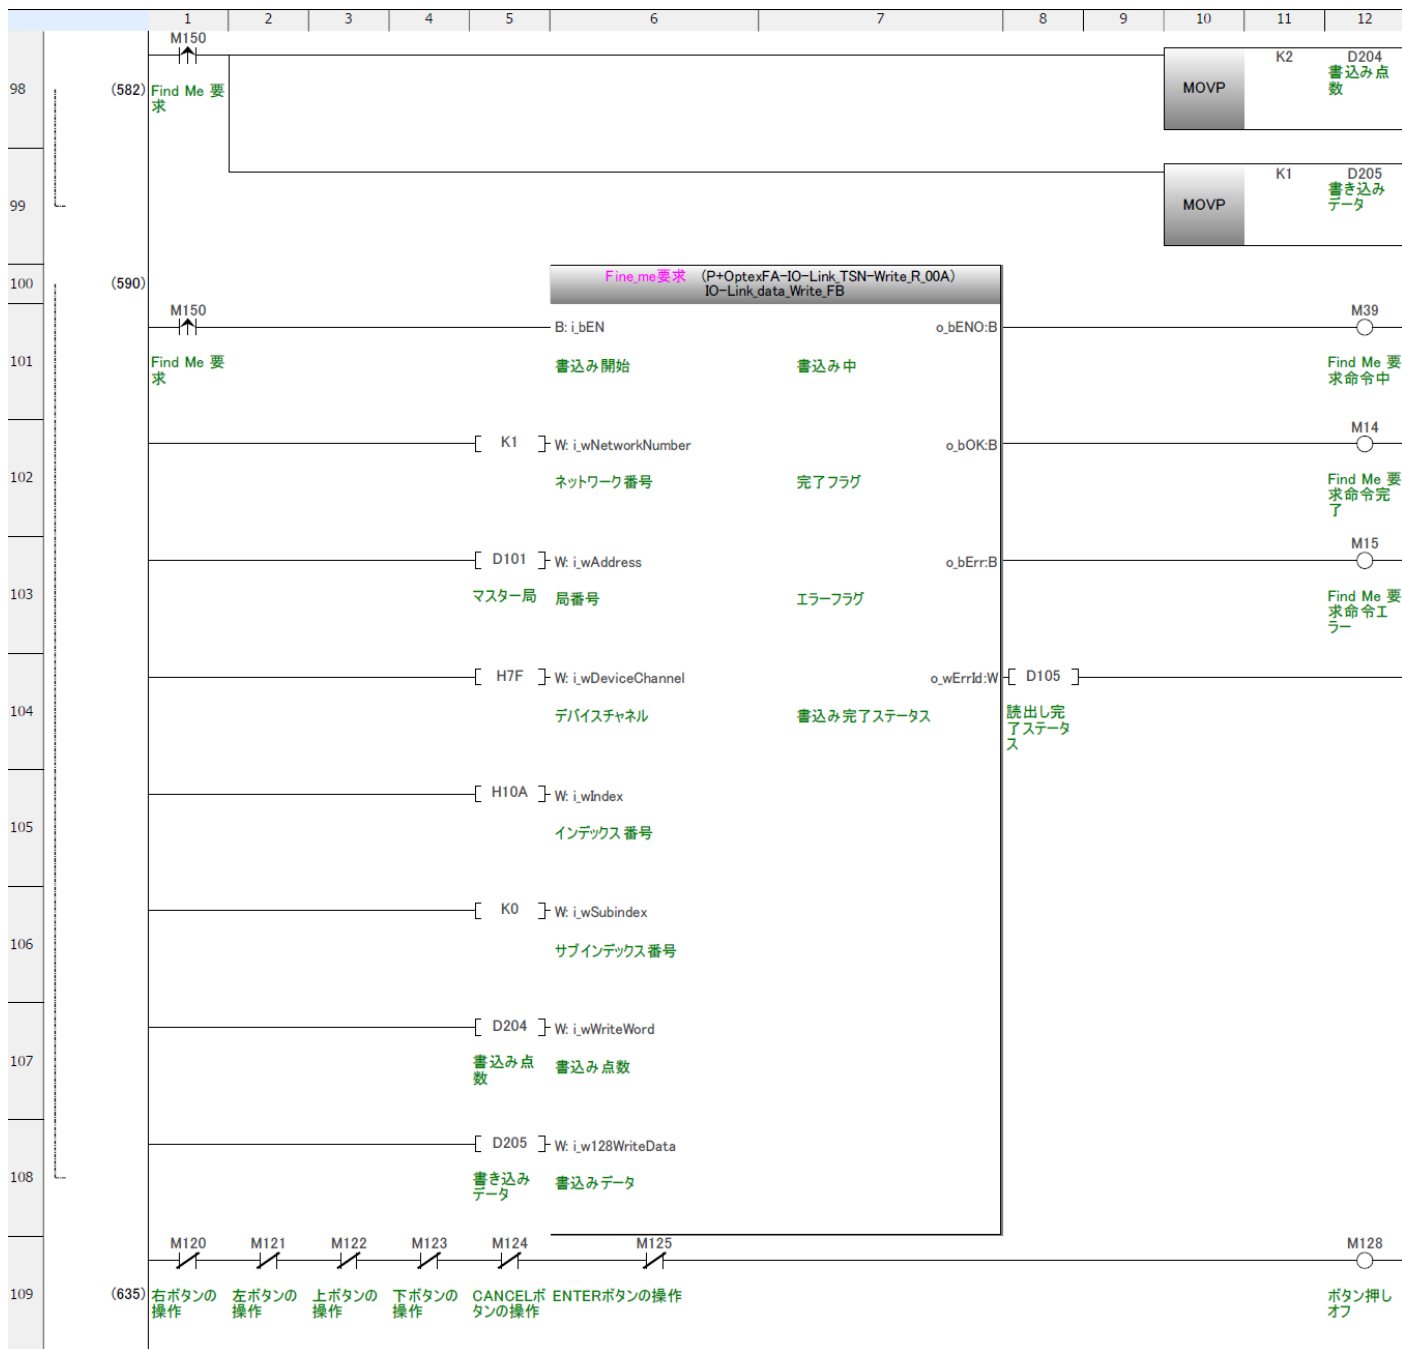 1 2 3 4 5 6 7 8 9 10 11 12
M150
98 (582) Find Me 要
求
MOVP K2 D204
書込み点
数
99
MOVP K1 D205
書き込み
データ
100 (590)
Fine_me要求 (P+OptexFA-IO-Link_TSN-Write_R_00A)
IO-Link_data_Write_FB
M150 B: i_bEN o_bENO:B M39
101 Find Me 要
求
書込み開始 書込み中
Find Me 要
求命令中
K1 W: i_wNetworkNumber o_bOK:B M14
102 ネットワーク番号 完了フラグ
Find Me 要
求命令完
了
D101 W: i_wAddress o_bErr:B M15
103 マスター局 局番号 エラーフラグ
Find Me 要
求命令エ
ラー
H7F W: i_wDeviceChannel o_wErrId:W D105
104 デバイスチャネル 書込み完了ステータス
読出し完
了ステータ
ス
H10A W: i_wIndex
105 インデックス番号
K0 W: i_wSubindex
106 サブインデックス番号
D204 W: i_wWriteWord
107 書込み点
数
書込み点数
D205 W: i_w128WriteData
108 書き込み
データ
書込みデータ
M120 M121 M122 M123 M124 M125 M128
109 (635) 右ボタンの
操作
左ボタンの
操作
上ボタンの
操作
下ボタンの
操作
CANCELボ
タンの操作
ENTERボタンの操作
ボタン押し
オフ